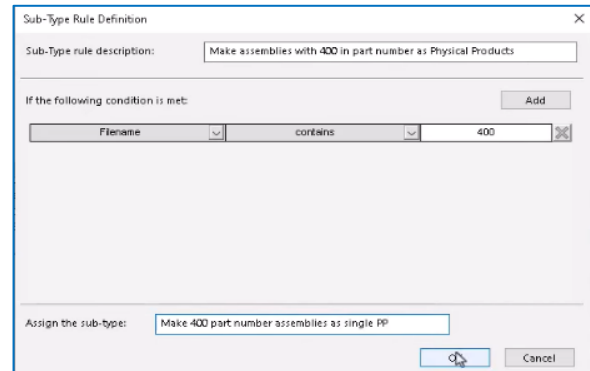 Sub-Type Rule Definition
Sub-Type rule description: Make assemblies with 400 in part number as Physical Products
If the following condition is met: Add
Filename contains 400
Assign the sub-type: Make 400 part number assemblies as single PP
Cancel